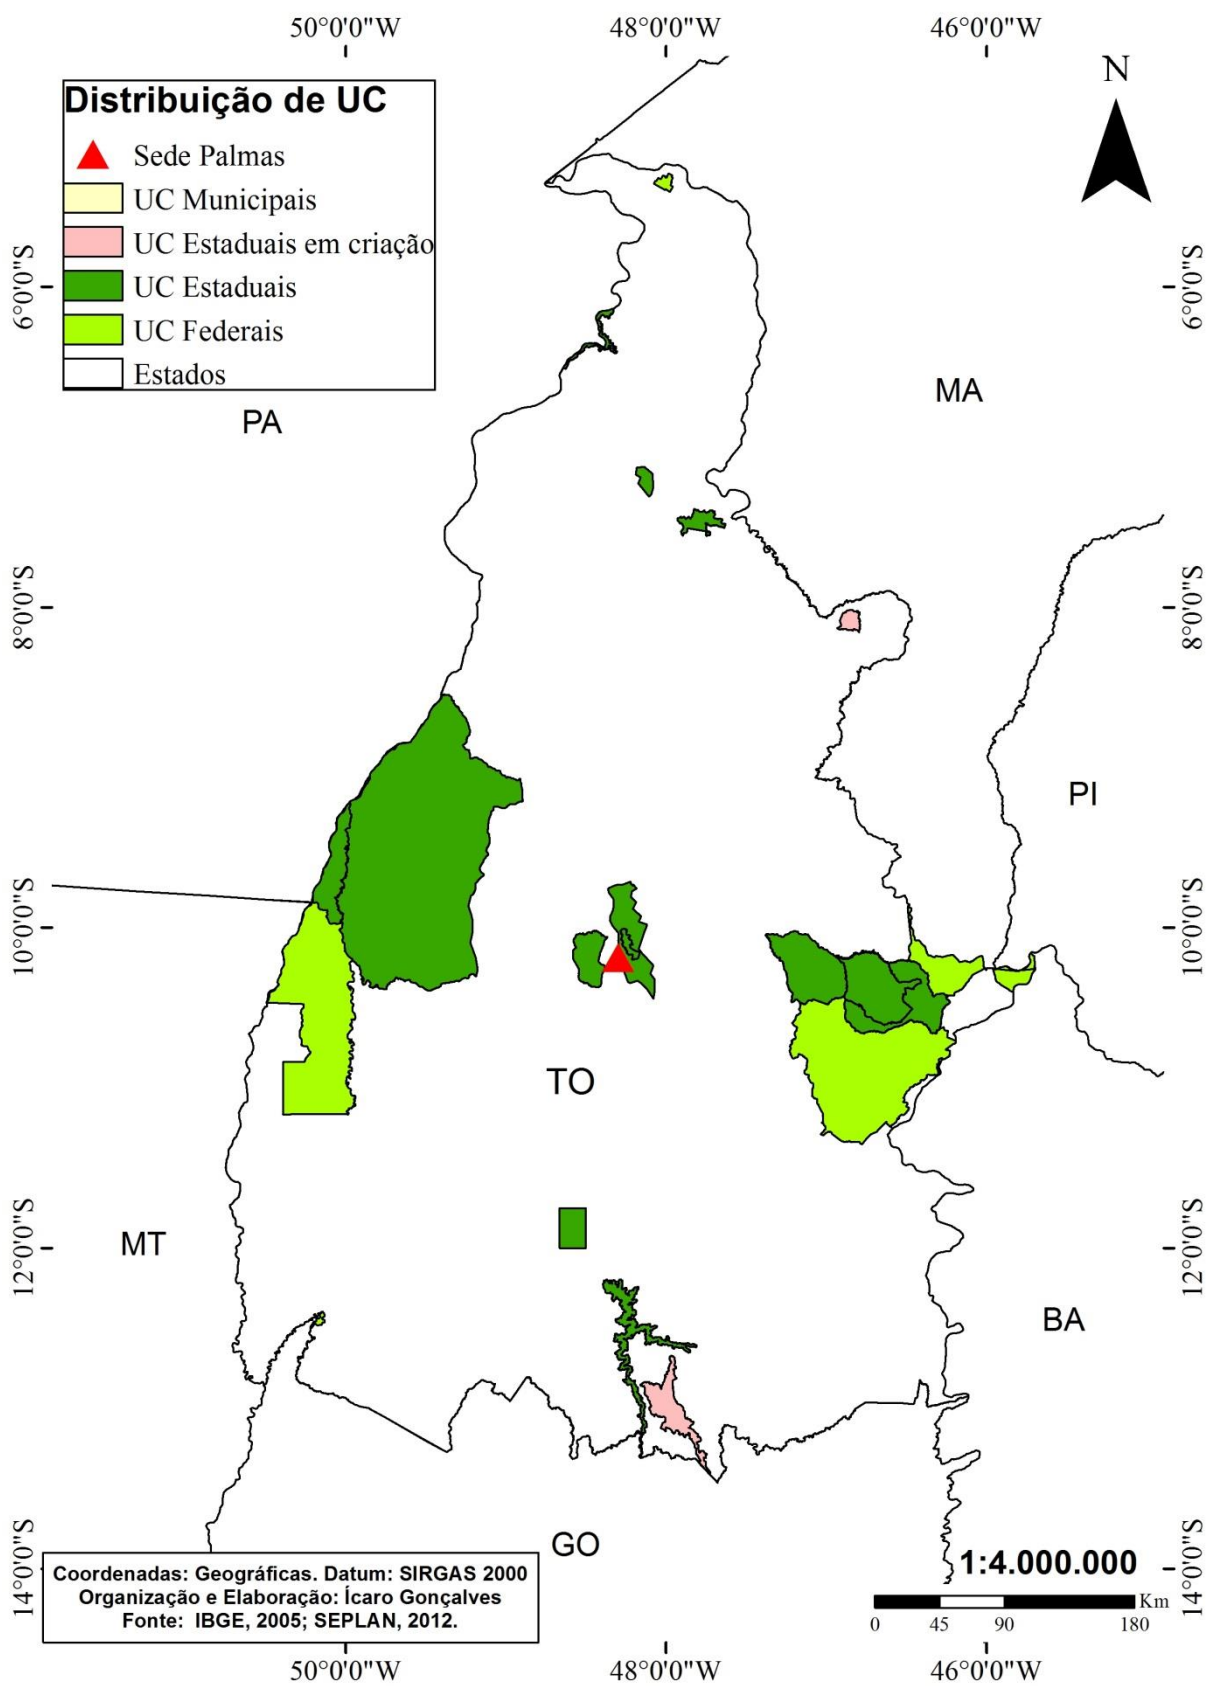 50°0'0"W 48°0'0"W 46°0'0"W
N
Distribuição de UC
Sede Palmas
UC Municipais
UC Estaduais em criação
UC Estaduais
UC Federais
Estados
6°0'0"S 6°0'0"S
MA
PA
8°0'0"S 8°0'0"S
PI
10°0'0"S 10°0'0"S
TO
MT
12°0'0"S 12°0'0"S
BA
GO
14°0'0"S 14°0'0"S
1:4.000.000
Km
0 45 90 180
Coordenadas: Geográficas. Datum: SIRGAS 2000
Organização e Elaboração: Ícaro Gonçalves
Fonte: IBGE, 2005; SEPLAN, 2012.
50°0'0"W 48°0'0"W 46°0'0"W